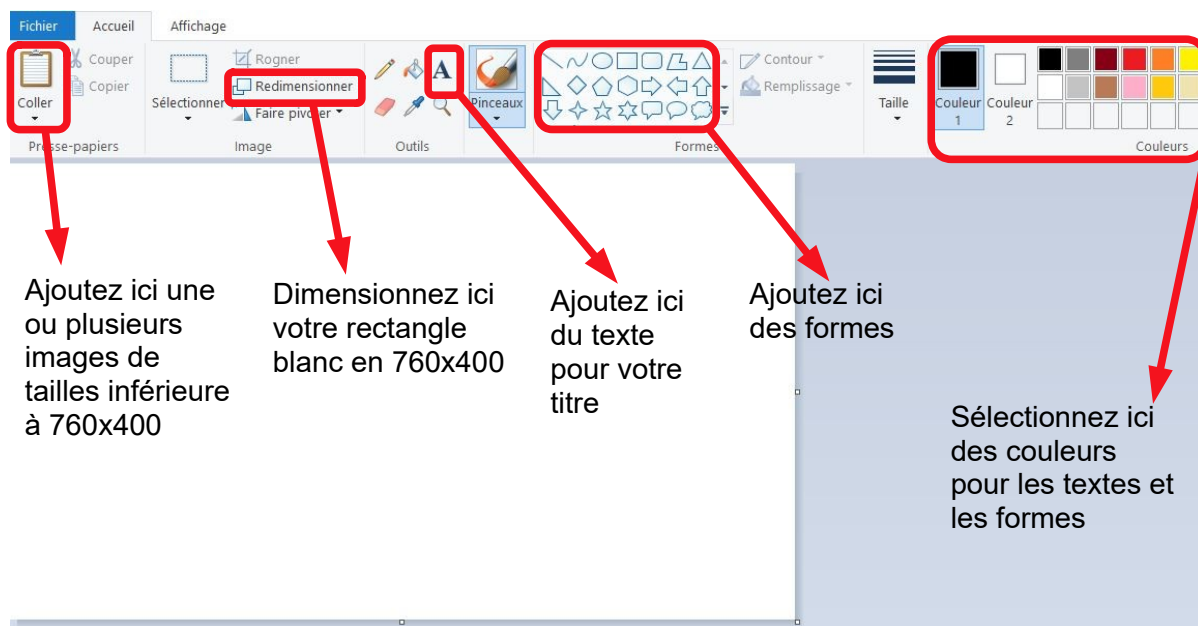 Fichier Accueil Affichage
Couper
Copier
Coller
Sélectionner
Rogner
Redimensionner
Faire pivoter
A
Pinceaux
Contour
Remplissage
Taille
Couleur 1
Couleur 2
Presse-papiers Image Outils Formes Couleurs
Ajoutez ici une
ou plusieurs
images de
tailles inférieure
à 760x400
Dimensionnez ici
votre rectangle
blanc en 760x400
Ajoutez ici
du texte
pour votre
titre
Ajoutez ici
des formes
Sélectionnez ici
des couleurs
pour les textes et
les formes